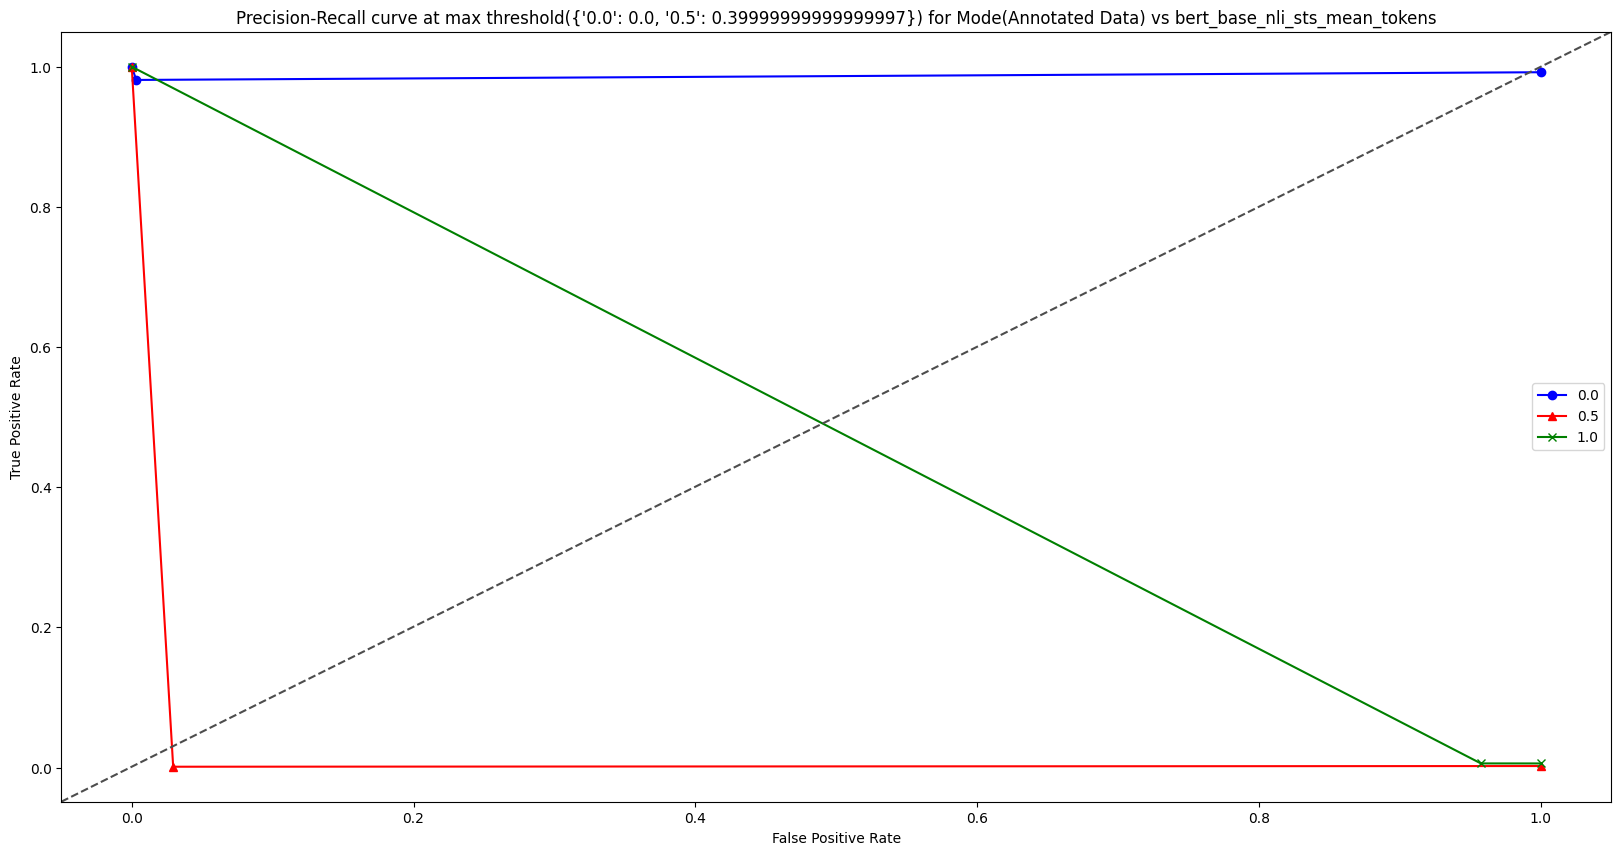 Precision-Recall curve at max threshold({'0.0': 0.0, '0.5': 0.39999999999999997}) for Mode(Annotated Data) vs bert_base_nli_sts_mean_tokens
True Positive Rate
1.0
0.8
0.6
0.4
0.2
0.0
0.0
0.5
1.0
0.0 0.2 0.4 0.6 0.8 1.0
False Positive Rate